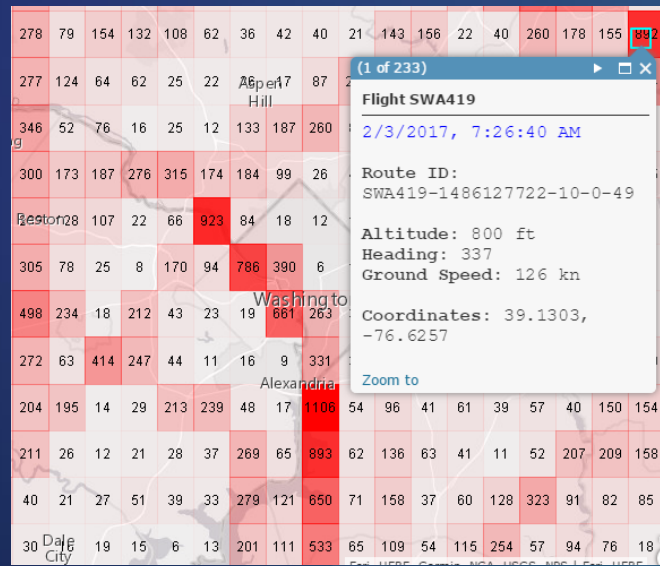 278 79 154 132 108 62 36 42 40 21 143 156 22 40 260 178 155 892
277 124 64 62 25 22 17 87
Aspen
Hill
(1 of 233)
Flight SWA419
2/3/2017, 7:26:40 AM
Route ID:
SWA419-1486127722-10-0-49
Altitude: 800 ft
Heading: 337
Ground Speed: 126 kn
Coordinates: 39.1303,
-76.6257
Zoom to
346 52 76 16 25 12 133 187 260
300 173 187 276 315 174 184 99 26
Reston 28 107 22 66 923 84 18 12
305 78 25 8 170 94 786 390 6
Washingto
498 234 18 212 43 23 19 661 263
272 63 414 247 44 11 16 9 331
Alexandria
204 195 14 29 213 239 48 17 1106 54 96 41 61 39 57 40 150 154
211 26 12 21 28 37 269 65 893 62 136 63 41 11 52 207 209 158
40 21 27 51 39 33 279 121 650 71 158 37 60 128 323 91 82 85
30 16 19 15 6 13 201 111 533 65 109 54 115 254 57 94 76 18
Dale
City